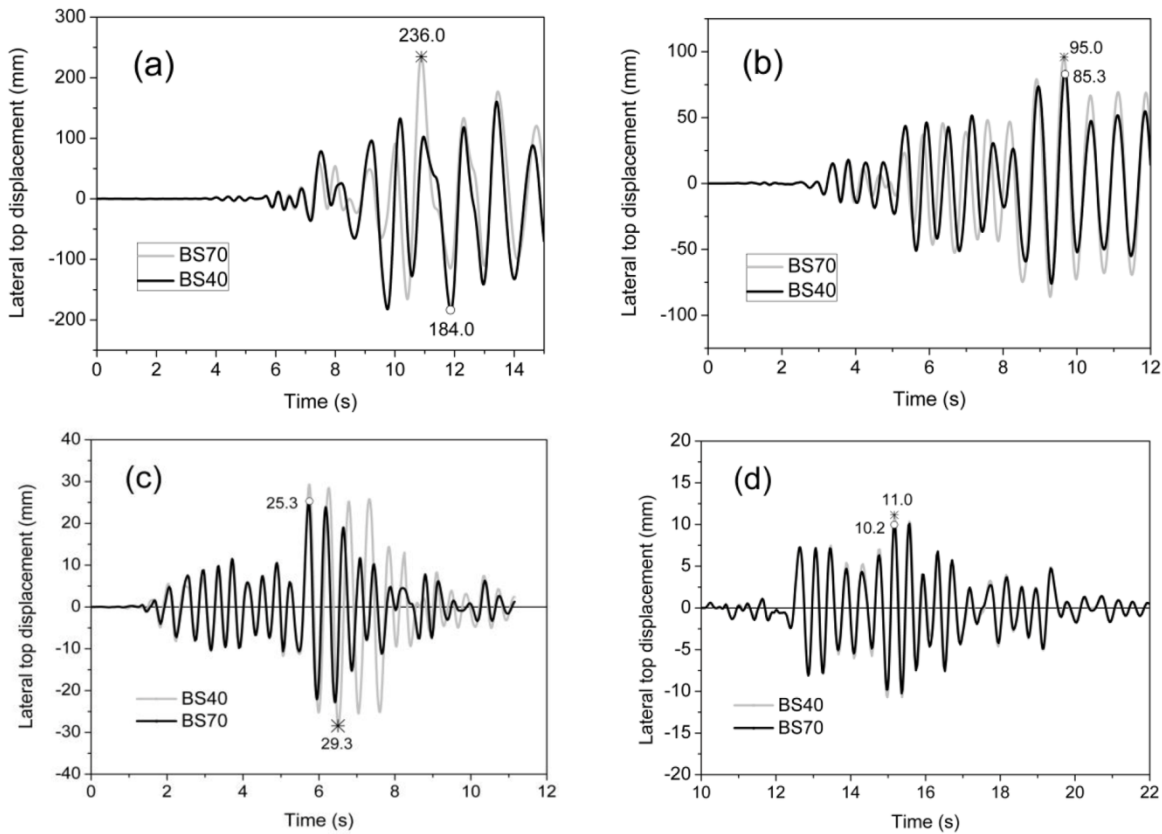 (a)
236.0
184.0
300
200
100
0
-100
-200
Lateral top displacement (mm)
BS70
BS40
0 2 4 6 8 10 12 14
Time (s)
(b)
95.0
85.3
100
50
0
-50
-100
Lateral top displacement (mm)
BS70
BS40
0 2 4 6 8 10 12
Time (s)
(c)
25.3
29.3
40
30
20
10
0
-10
-20
-30
-40
Lateral top displacement (mm)
BS40
BS70
0 2 4 6 8 10 12
Time (s)
(d)
11.0
10.2
20
15
10
5
0
-5
-10
-15
-20
Lateral top displacement (mm)
BS40
BS70
10 12 14 16 18 20 22
Time (s)